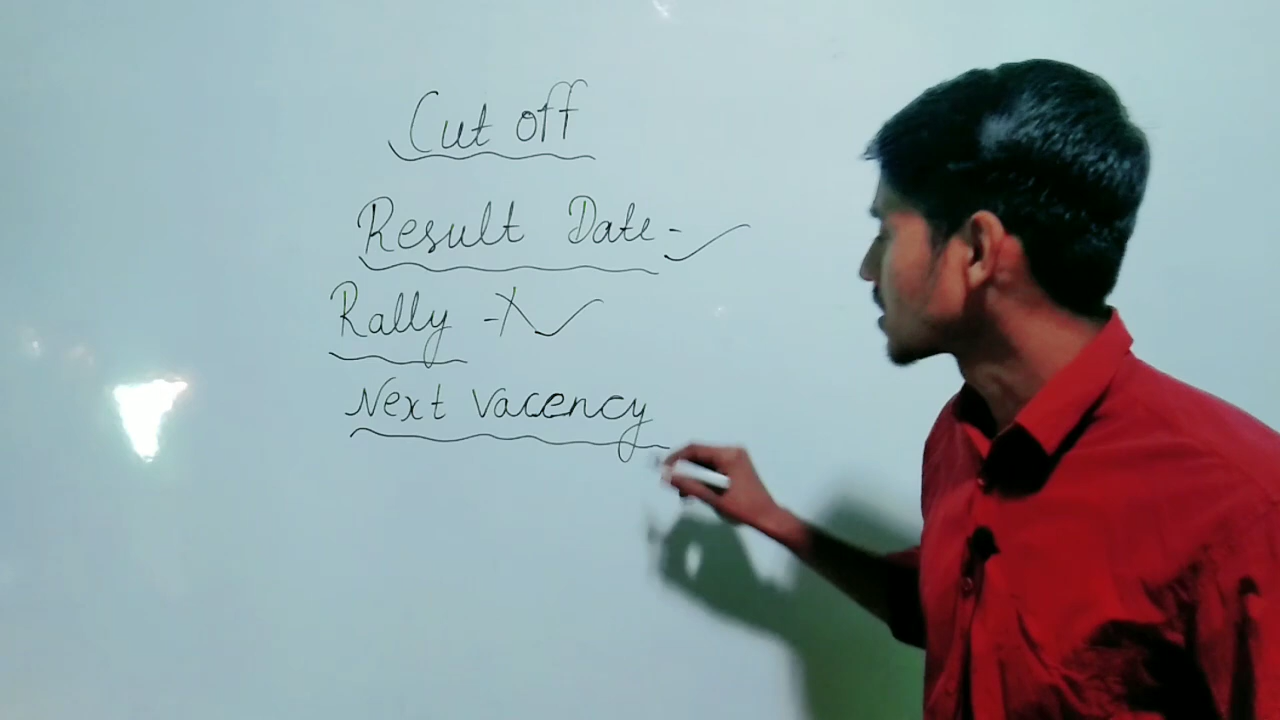 Cut off
Result Date - ✓
Rally - X ✓
Next Vacency